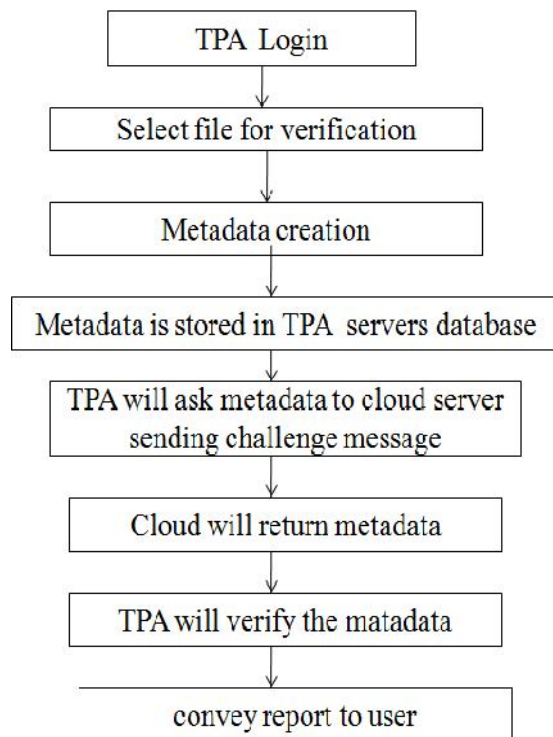 TPA Login
Select file for verification
Metadata creation
Metadata is stored in TPA servers database
TPA will ask metadata to cloud server
sending challenge message
Cloud will return metadata
TPA will verify the matadata
convey report to user